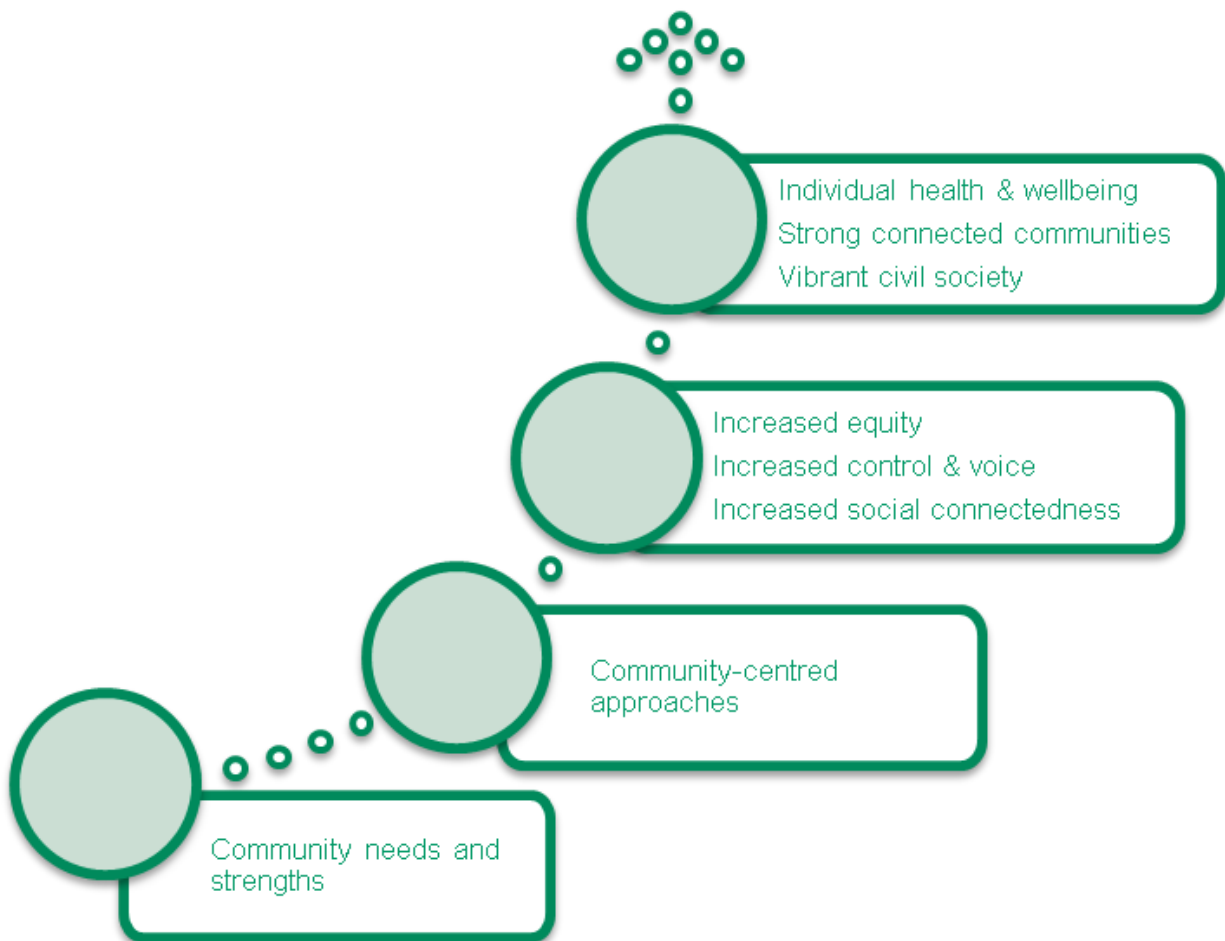 Individual health & wellbeing
Strong connected communities
Vibrant civil society
Increased equity
Increased control & voice
Increased social connectedness
Community-centred
approaches
Community needs and
strengths